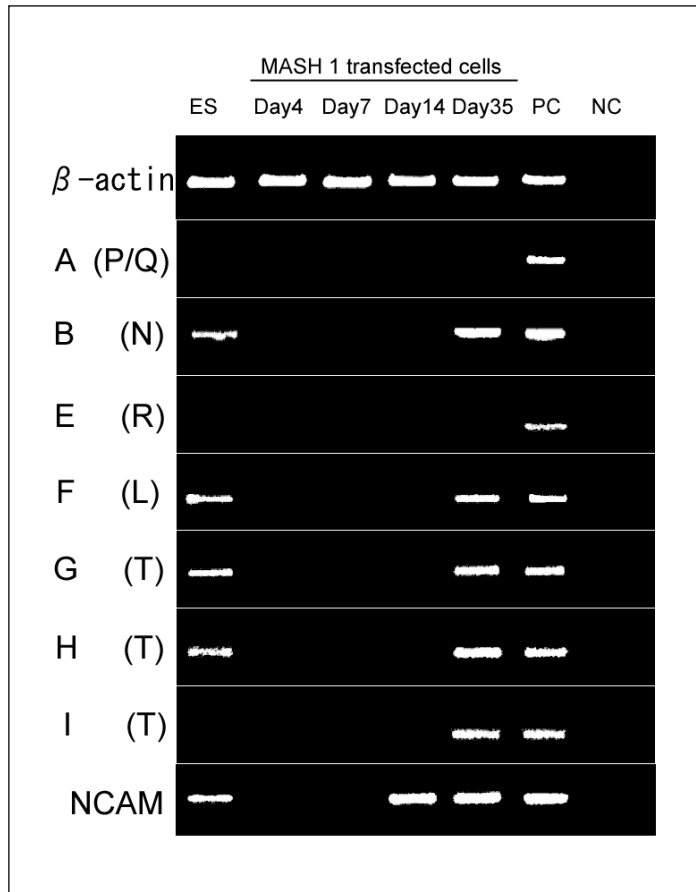 MASH 1 transfected cells
ES Day4 Day7 Day14 Day35 PC NC
β-actin
A (P/Q)
B (N)
E (R)
F (L)
G (T)
H (T)
I (T)
NCAM